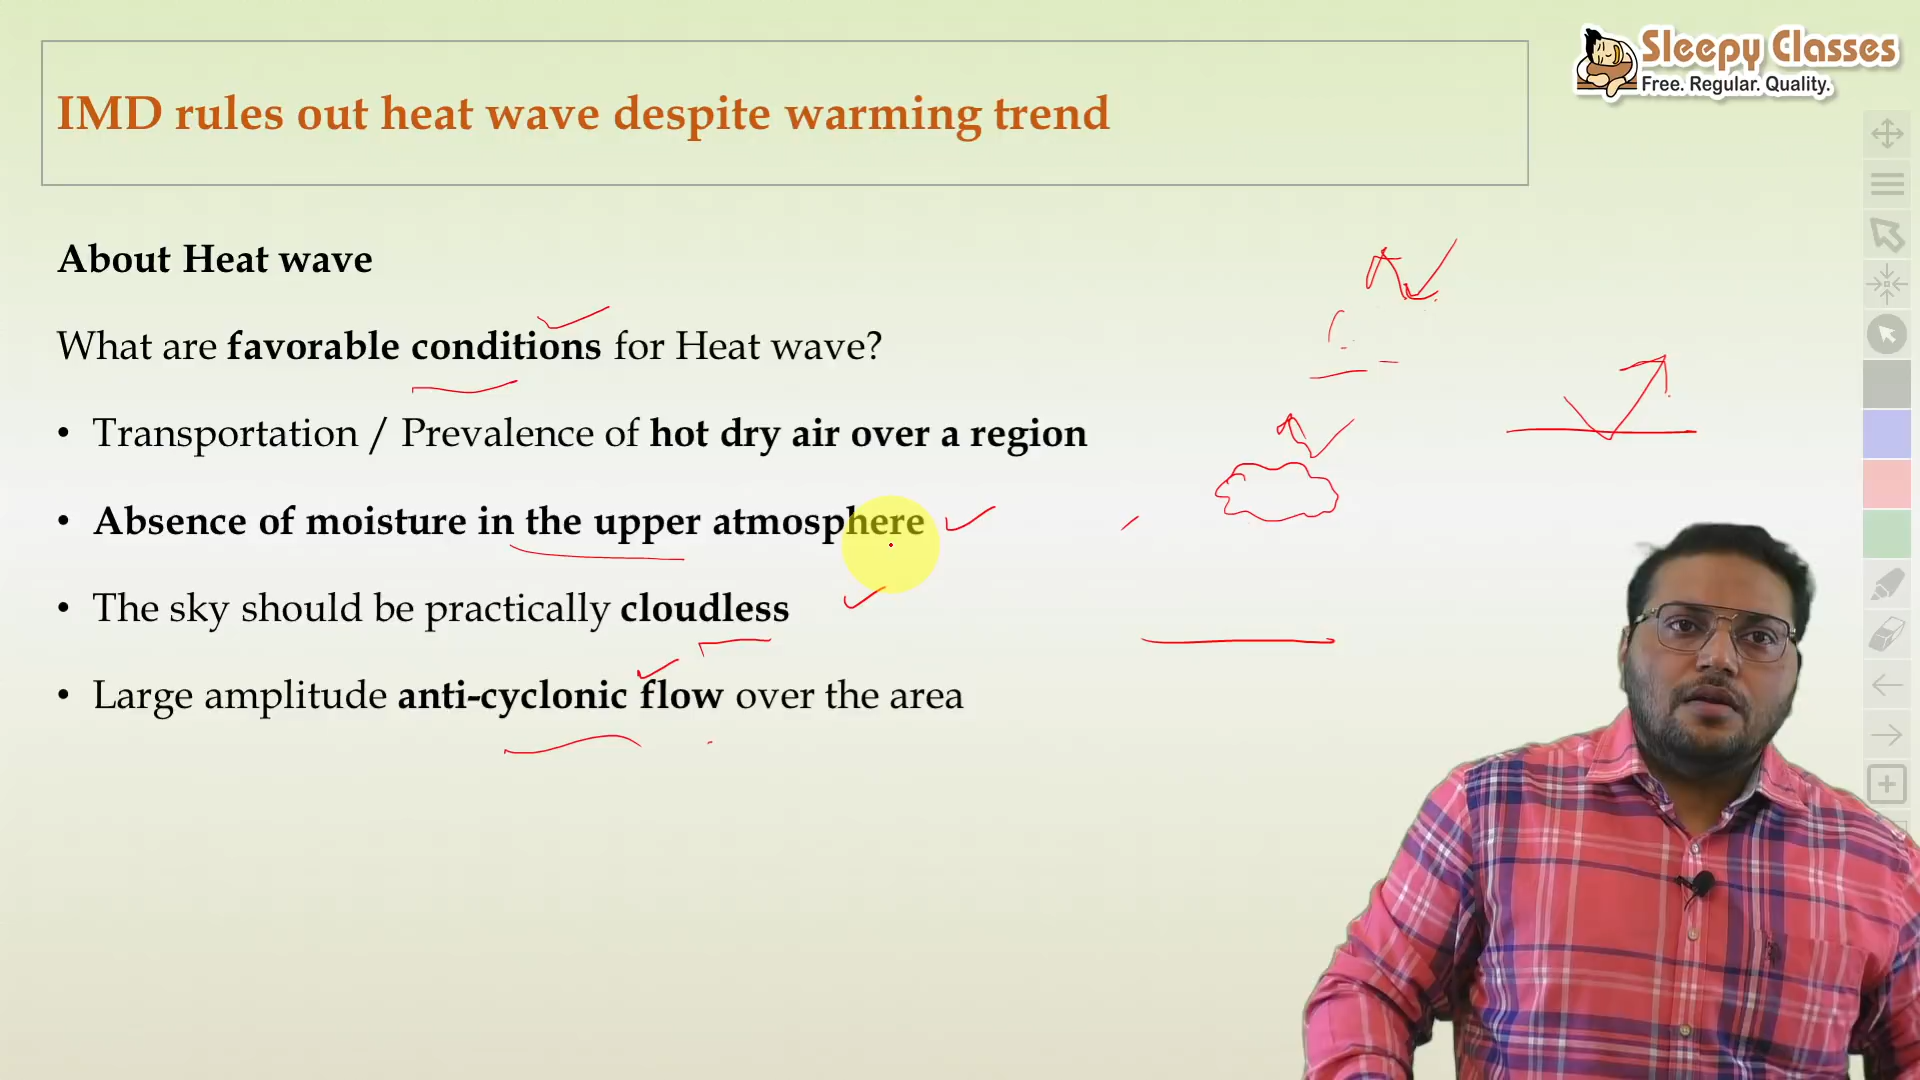 Sleepy Classes
Free. Regular. Quality.
IMD rules out heat wave despite warming trend
About Heat wave
What are favorable conditions for Heat wave?
• Transportation / Prevalence of hot dry air over a region
• Absence of moisture in the upper atmosphere
• The sky should be practically cloudless
• Large amplitude anti-cyclonic flow over the area